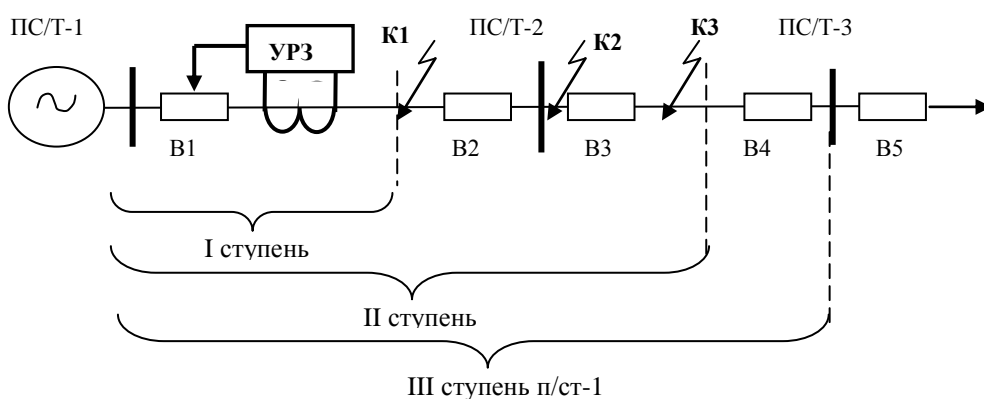 ПС/Т-1
УРЗ
К1
ПС/Т-2
К2
К3
ПС/Т-3
В1
В2
В3
В4
В5
I ступень
II ступень
III ступень п/ст-1